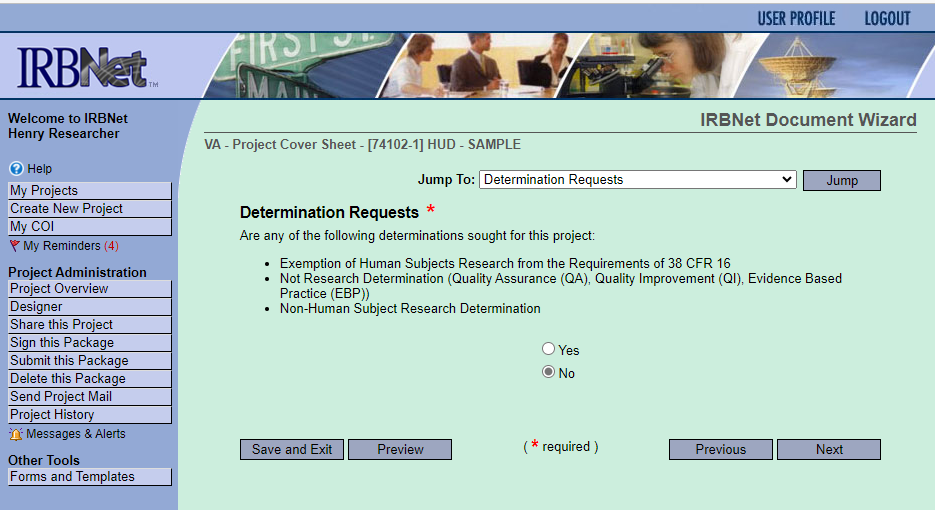 USER PROFILE LOGOUT
FIRST ST.
MAIN
IRBNet™
Welcome to IRBNet
Henry Researcher
Help
My Projects
Create New Project
My COI
My Reminders (4)
Project Administration
Project Overview
Designer
Share this Project
Sign this Package
Submit this Package
Delete this Package
Send Project Mail
Project History
Messages & Alerts
Other Tools
Forms and Templates
IRBNet Document Wizard
VA - Project Cover Sheet - [74102-1] HUD - SAMPLE
Jump To: Determination Requests Jump
Determination Requests *
Are any of the following determinations sought for this project:
• Exemption of Human Subjects Research from the Requirements of 38 CFR 16
• Not Research Determination (Quality Assurance (QA), Quality Improvement (QI), Evidence Based
Practice (EBP))
• Non-Human Subject Research Determination
Yes
No
Save and Exit Preview ( * required ) Previous Next